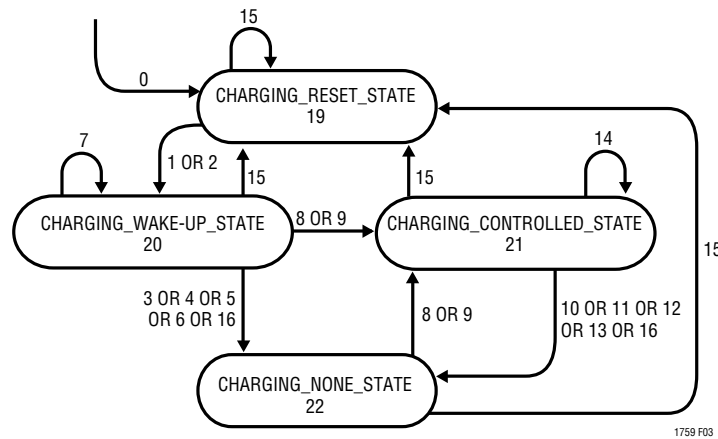 15
0
CHARGING_RESET_STATE
19
7
1 OR 2
15
15
14
CHARGING_WAKE-UP_STATE
20
8 OR 9
CHARGING_CONTROLLED_STATE
21
15
3 OR 4 OR 5
OR 6 OR 16
8 OR 9
10 OR 11 OR 12
OR 13 OR 16
CHARGING_NONE_STATE
22
1759 F03